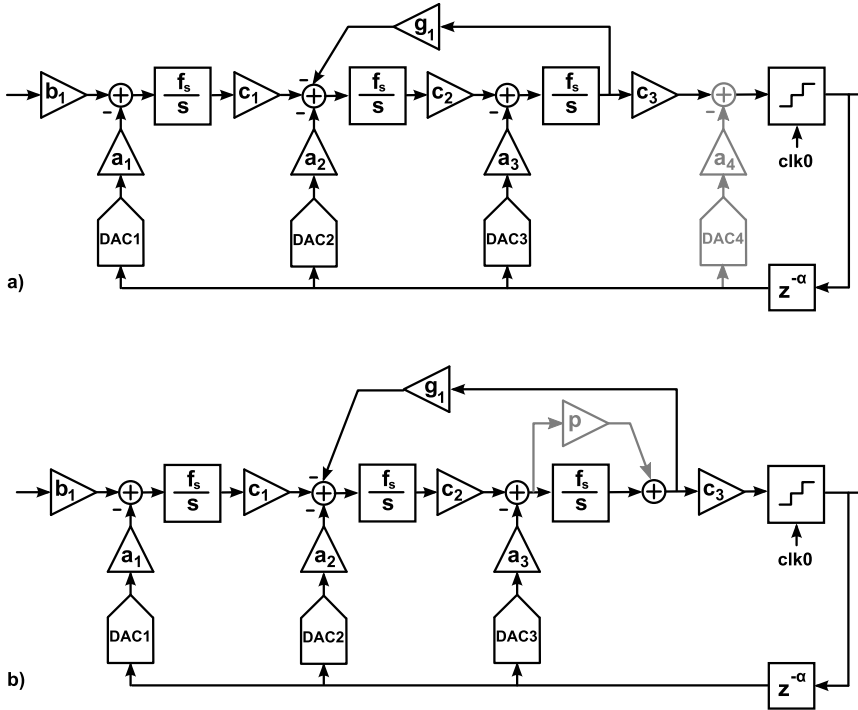 g₁
b₁ fₛ/s c₁ fₛ/s c₂ fₛ/s c₃
− −
− − − −
a₁ a₂ a₃ a₄ clk0
DAC1 DAC2 DAC3 DAC4
a) z^-α
g₁
p
b₁ fₛ/s c₁ fₛ/s c₂ fₛ/s c₃
− −
− − −
a₁ a₂ a₃ clk0
DAC1 DAC2 DAC3
b) z^-α